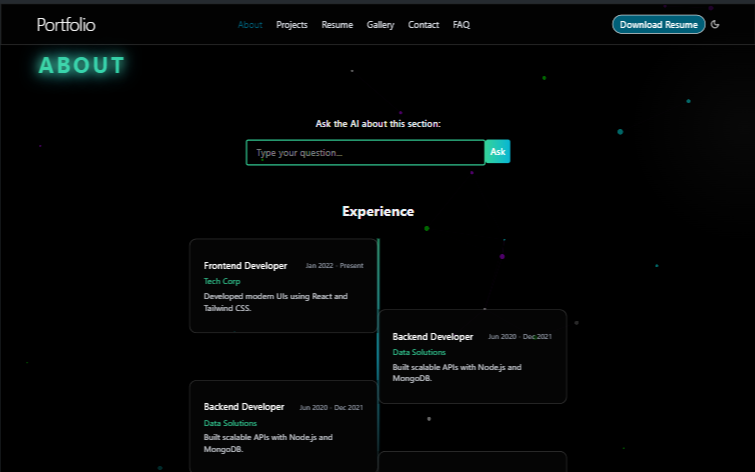 Portfolio
About Projects Resume Gallery Contact FAQ
Download Resume
ABOUT
Ask the AI about this section:
Type your question...
Ask
Experience
Frontend Developer Jan 2022 - Present
Tech Corp
Developed modern UIs using React and
Tailwind CSS.
Backend Developer Jun 2020 - Dec 2021
Data Solutions
Built scalable APIs with Node.js and
MongoDB.
Backend Developer Jun 2020 - Dec 2021
Data Solutions
Built scalable APIs with Node.js and
MongoDB.